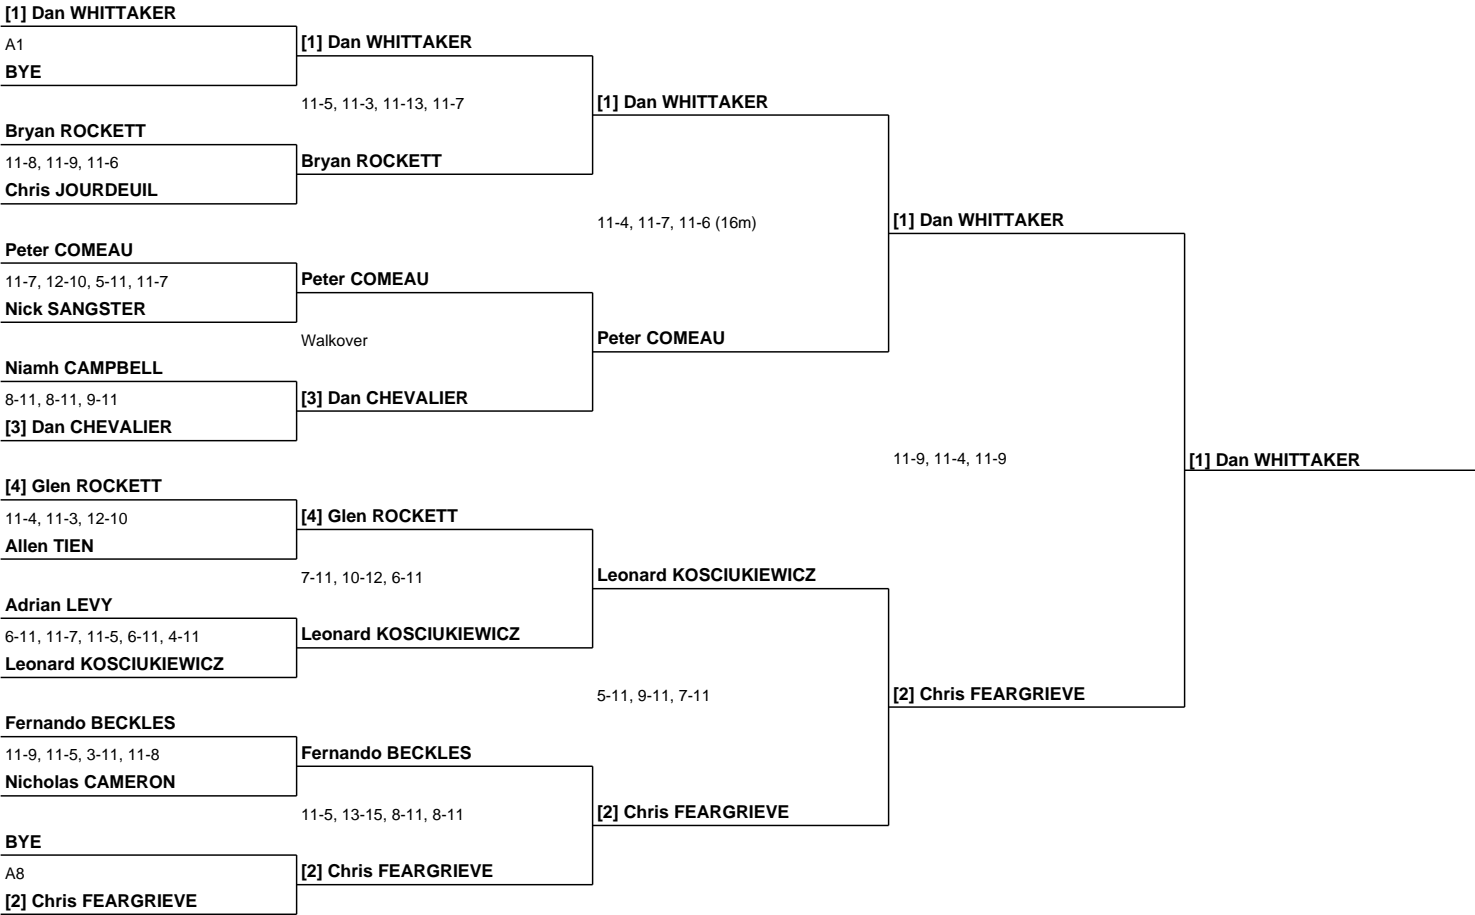 [1] Dan WHITTAKER
A1
BYE
Bryan ROCKETT
11-8, 11-9, 11-6
Chris JOURDEUIL
Peter COMEAU
11-7, 12-10, 5-11, 11-7
Nick SANGSTER
Niamh CAMPBELL
8-11, 8-11, 9-11
[3] Dan CHEVALIER
[4] Glen ROCKETT
11-4, 11-3, 12-10
Allen TIEN
Adrian LEVY
6-11, 11-7, 11-5, 6-11, 4-11
Leonard KOSCIUKIEWICZ
Fernando BECKLES
11-9, 11-5, 3-11, 11-8
Nicholas CAMERON
BYE
A8
[2] Chris FEARGRIEVE
[1] Dan WHITTAKER
11-5, 11-3, 11-13, 11-7
Bryan ROCKETT
Peter COMEAU
Walkover
[3] Dan CHEVALIER
[4] Glen ROCKETT
7-11, 10-12, 6-11
Leonard KOSCIUKIEWICZ
Fernando BECKLES
11-5, 13-15, 8-11, 8-11
[2] Chris FEARGRIEVE
[1] Dan WHITTAKER
11-4, 11-7, 11-6 (16m)
Peter COMEAU
Leonard KOSCIUKIEWICZ
5-11, 9-11, 7-11
[2] Chris FEARGRIEVE
[1] Dan WHITTAKER
11-9, 11-4, 11-9
[2] Chris FEARGRIEVE
[1] Dan WHITTAKER